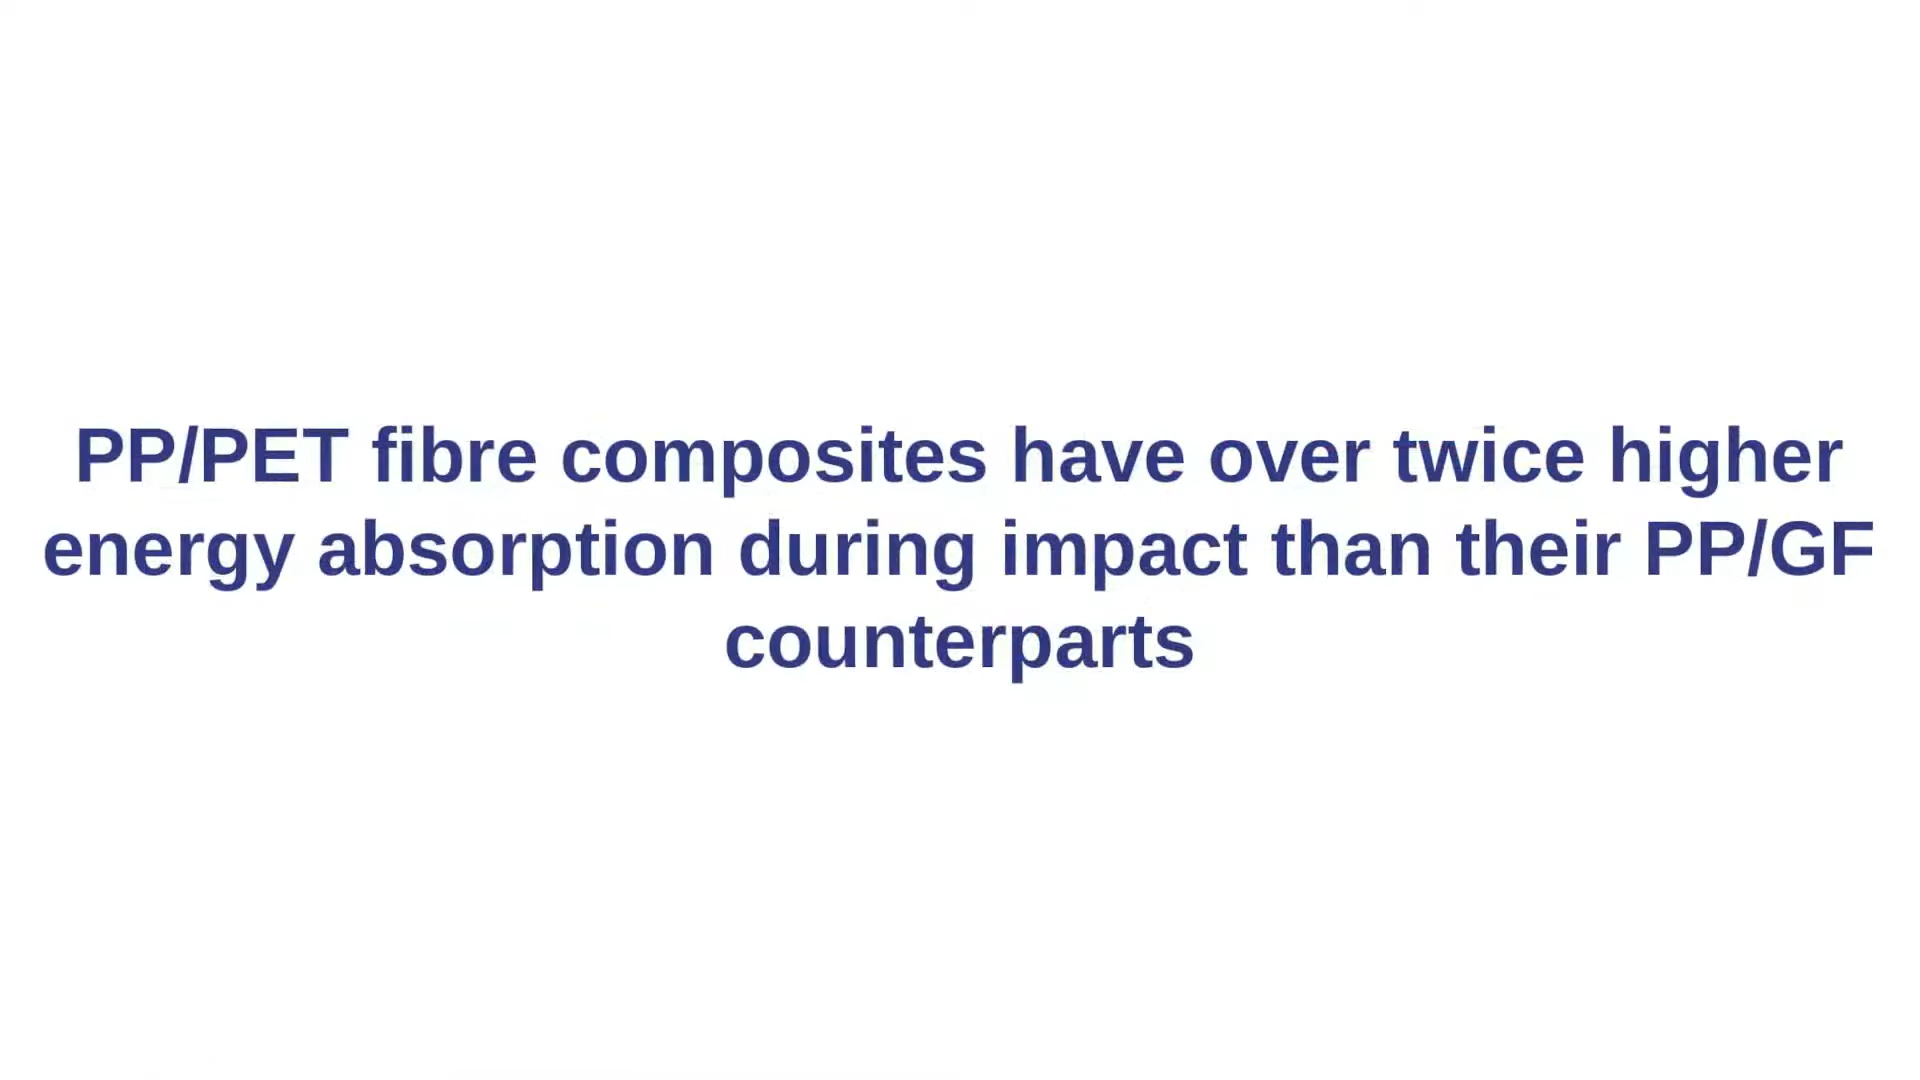 PP/PET fibre composites have over twice higher
energy absorption during impact than their PP/GF
counterparts